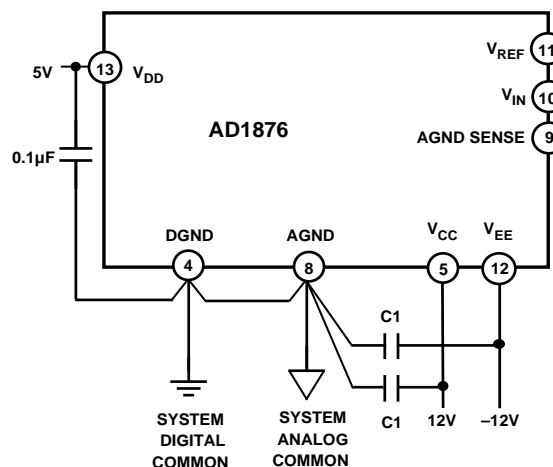 11
VREF
5V
13
VDD
VIN
10
AD1876
AGND SENSE
9
0.1µF
DGND
AGND
VCC
VEE
4
8
5
12
C1
C1
12V
–12V
SYSTEM
DIGITAL
COMMON
SYSTEM
ANALOG
COMMON